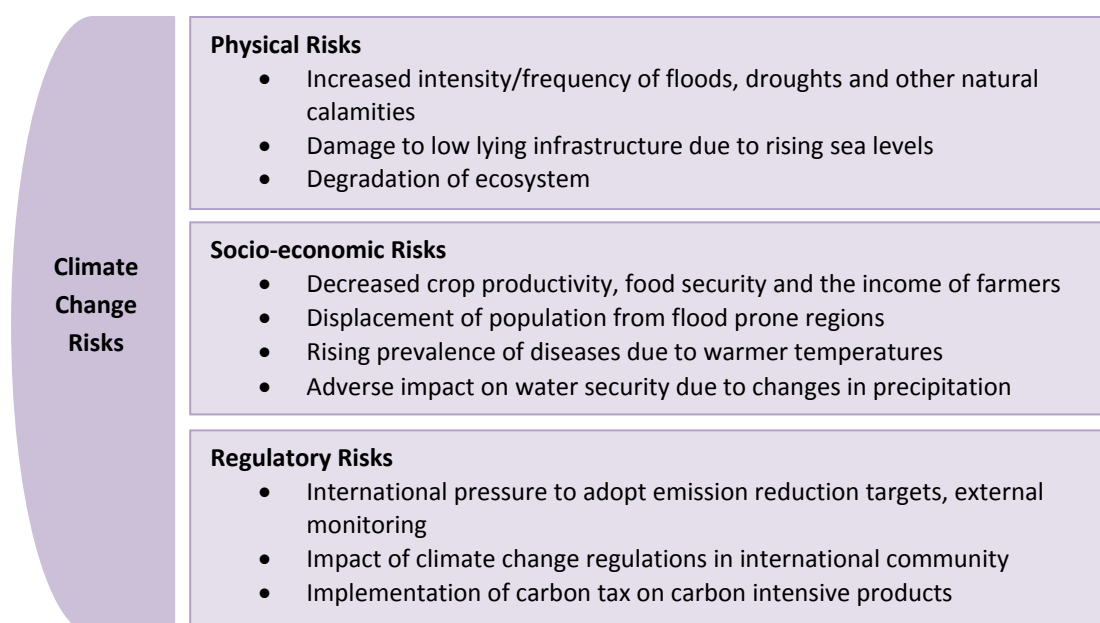 Climate
Change
Risks
Physical Risks
• Increased intensity/frequency of floods, droughts and other natural
calamities
• Damage to low lying infrastructure due to rising sea levels
• Degradation of ecosystem
Socio-economic Risks
• Decreased crop productivity, food security and the income of farmers
• Displacement of population from flood prone regions
• Rising prevalence of diseases due to warmer temperatures
• Adverse impact on water security due to changes in precipitation
Regulatory Risks
• International pressure to adopt emission reduction targets, external
monitoring
• Impact of climate change regulations in international community
• Implementation of carbon tax on carbon intensive products